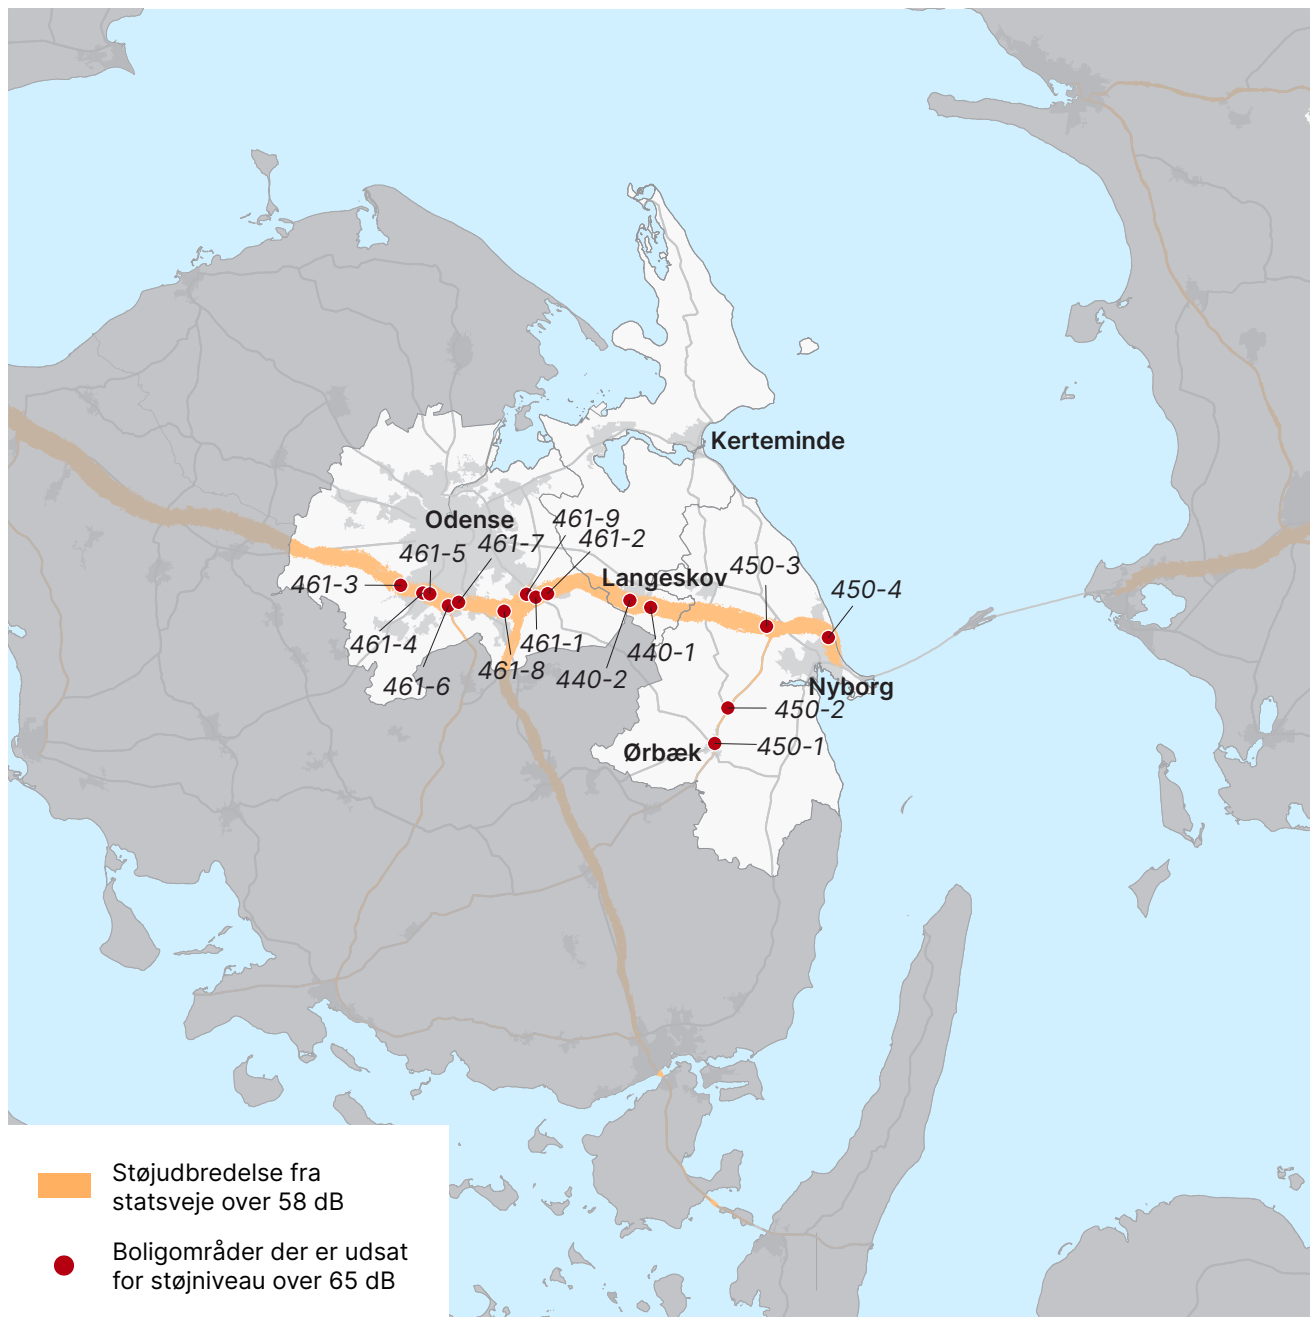 Kerteminde
Odense
461-9
461-2
461-7
461-5
450-3
Langeskov
461-3
450-4
461-4
461-1
440-1
461-8
440-2
461-6
Nyborg
450-2
450-1
Ørbæk
Støjudbredelse fra
statsveje over 58 dB
Boligområder der er udsat
for støjniveau over 65 dB